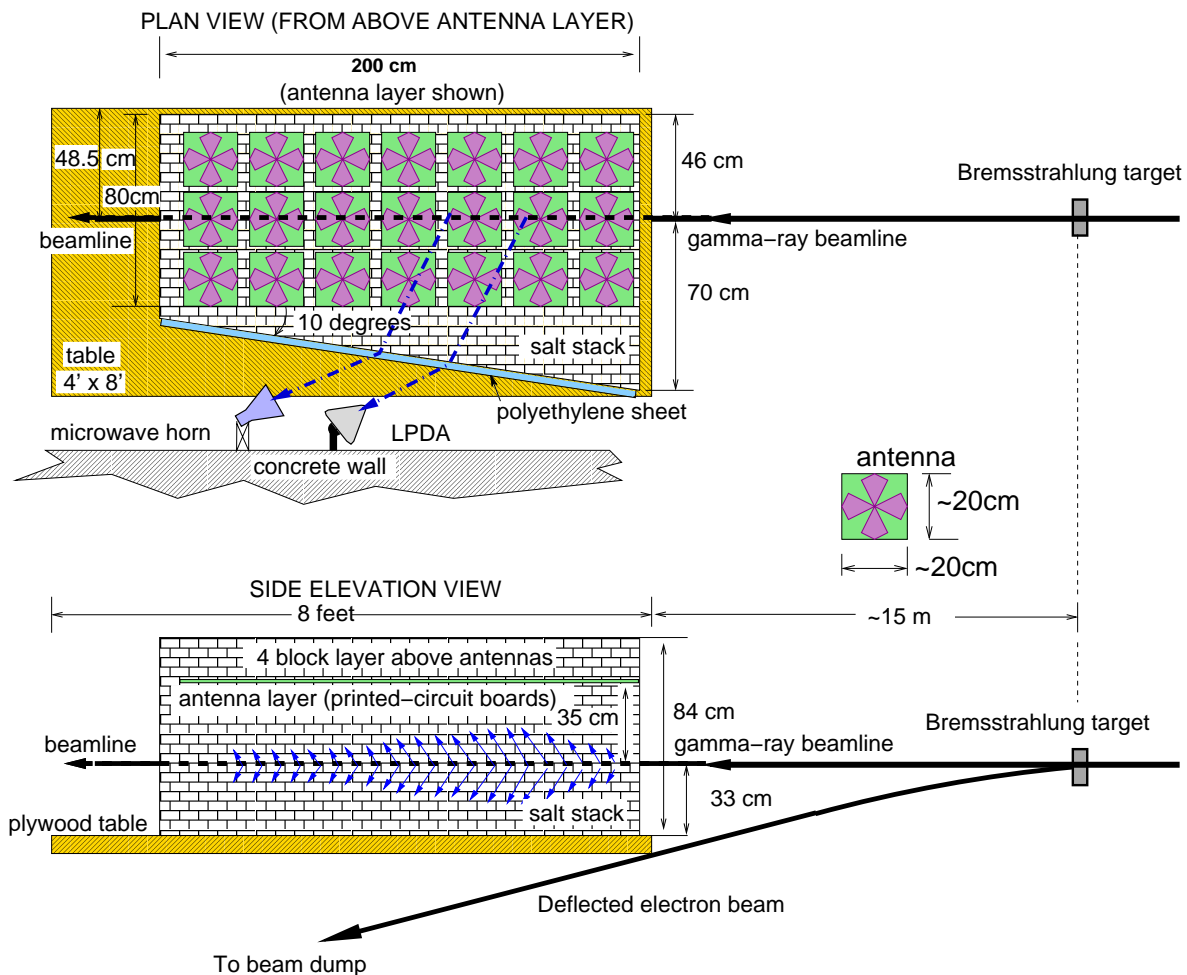 PLAN VIEW (FROM ABOVE ANTENNA LAYER)
200 cm
(antenna layer shown)
48.5 cm
80cm
46 cm
Bremsstrahlung target
beamline
gamma−ray beamline
70 cm
10 degrees
salt stack
table
4' x 8'
polyethylene sheet
microwave horn
LPDA
concrete wall
antenna
~20cm
~20cm
SIDE ELEVATION VIEW
8 feet
~15 m
4 block layer above antennas
antenna layer (printed−circuit boards)
35 cm
84 cm
Bremsstrahlung target
beamline
gamma−ray beamline
33 cm
salt stack
plywood table
Deflected electron beam
To beam dump